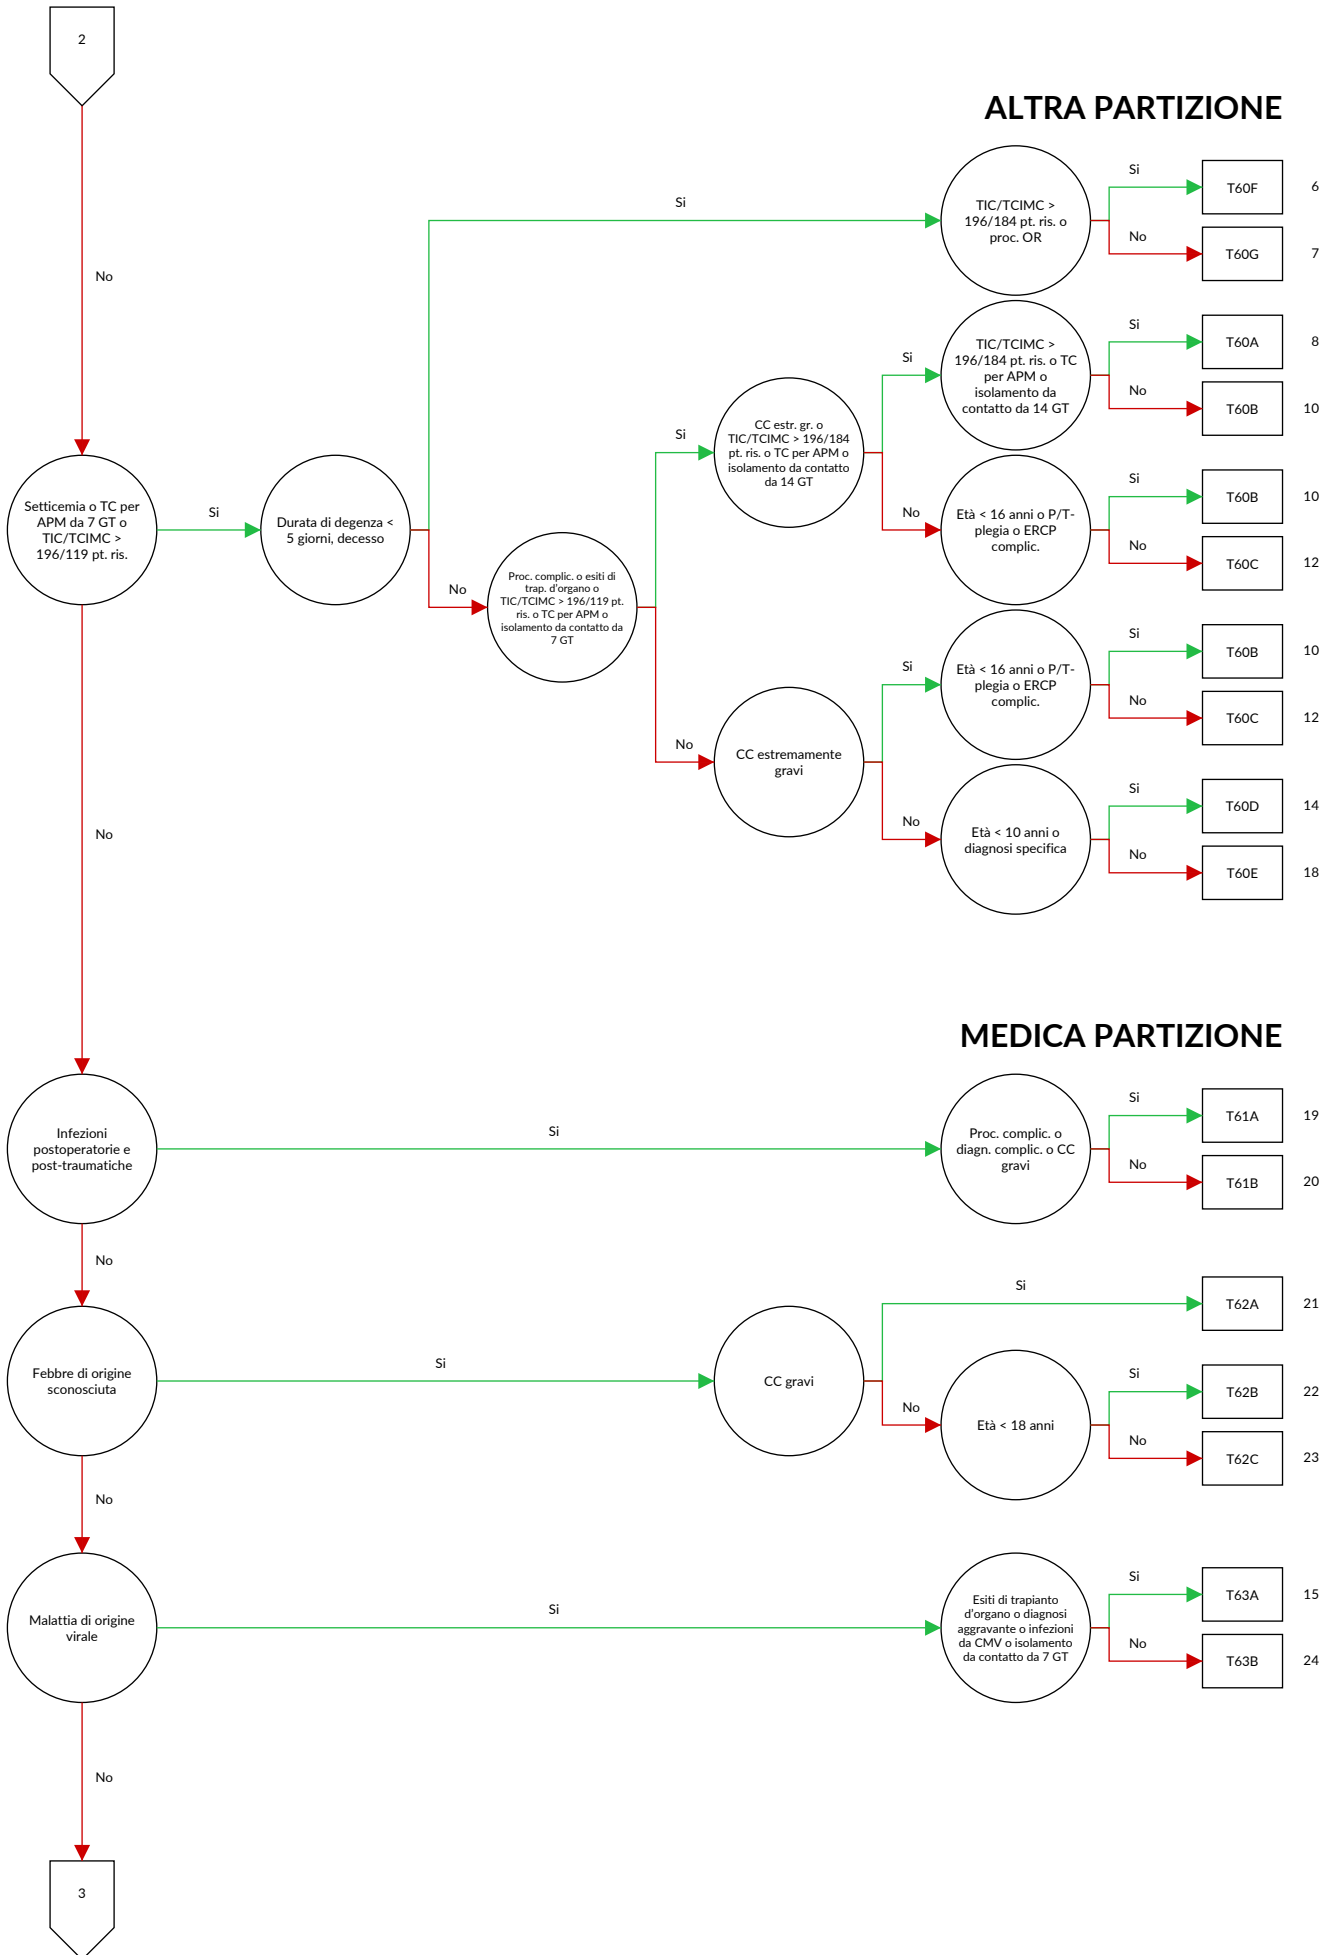 2
ALTRA PARTIZIONE
No
Si
TIC/TCIMC >
196/184 pt. ris. o
proc. OR
Si
T60F
6
No
T60G
7
Setticemia o TC per
APM da 7 GT o
TIC/TCIMC >
196/119 pt. ris.
Si
Durata di degenza <
5 giorni, decesso
No
Proc. complic. o esiti di
trap. d'organo o
TIC/TCIMC > 196/119 pt.
ris. o TC per APM o
isolamento da contatto da
7 GT
Si
CC estr. gr. o
TIC/TCIMC > 196/184
pt. ris. o TC per APM o
isolamento da contatto
da 14 GT
Si
TIC/TCIMC >
196/184 pt. ris. o TC
per APM o
isolamento da
contatto da 14 GT
Si
T60A
8
No
T60B
10
No
Età < 16 anni o P/T-
plegia o ERCP
complic.
Si
T60B
10
No
T60C
12
No
CC estremamente
gravi
Si
Età < 16 anni o P/T-
plegia o ERCP
complic.
Si
T60B
10
No
T60C
12
No
Età < 10 anni o
diagnosi specifica
Si
T60D
14
No
T60E
18
No
MEDICA PARTIZIONE
Infezioni
postoperatorie e
post-traumatiche
Si
Proc. complic. o
diagn. complic. o CC
gravi
Si
T61A
19
No
T61B
20
No
Febbre di origine
sconosciuta
Si
CC gravi
Si
T62A
21
No
Età < 18 anni
Si
T62B
22
No
T62C
23
No
Malattia di origine
virale
Si
Esiti di trapianto
d'organo o diagnosi
aggravante o infezioni
da CMV o isolamento
da contatto da 7 GT
Si
T63A
15
No
T63B
24
No
3